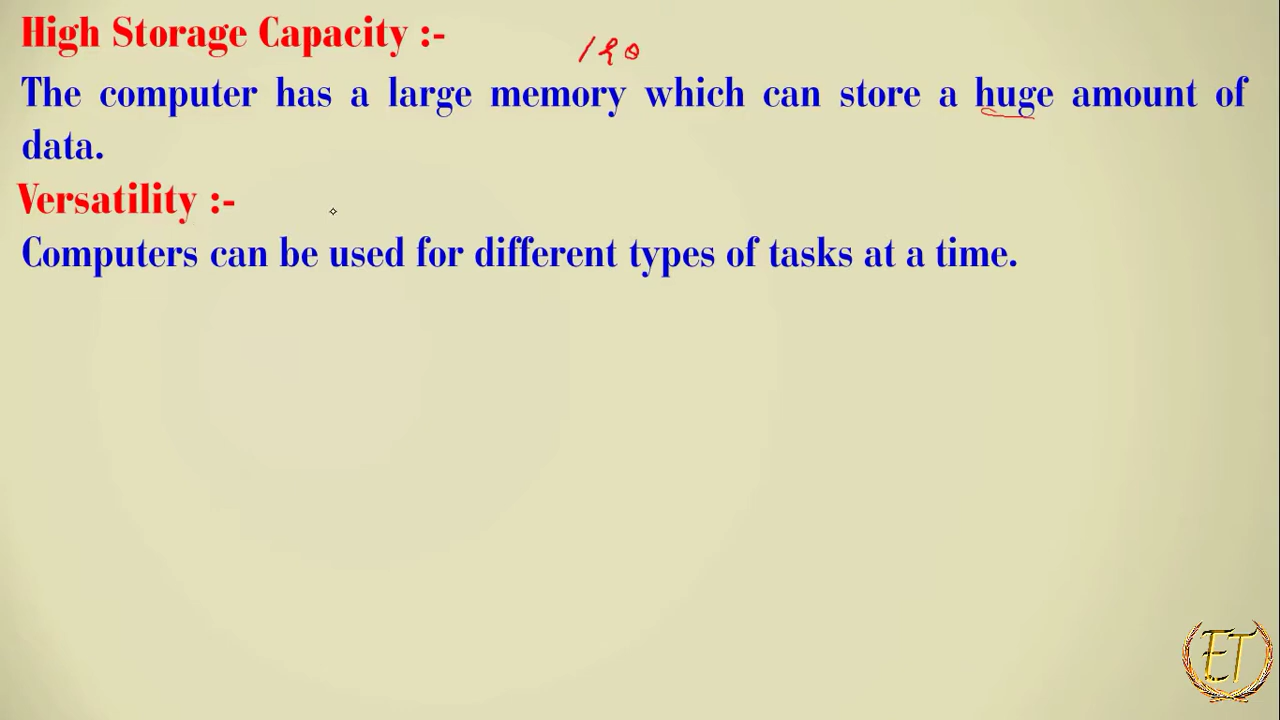 High Storage Capacity :-
The computer has a large memory which can store a huge amount of
data.
Versatility :-
Computers can be used for different types of tasks at a time.
ET